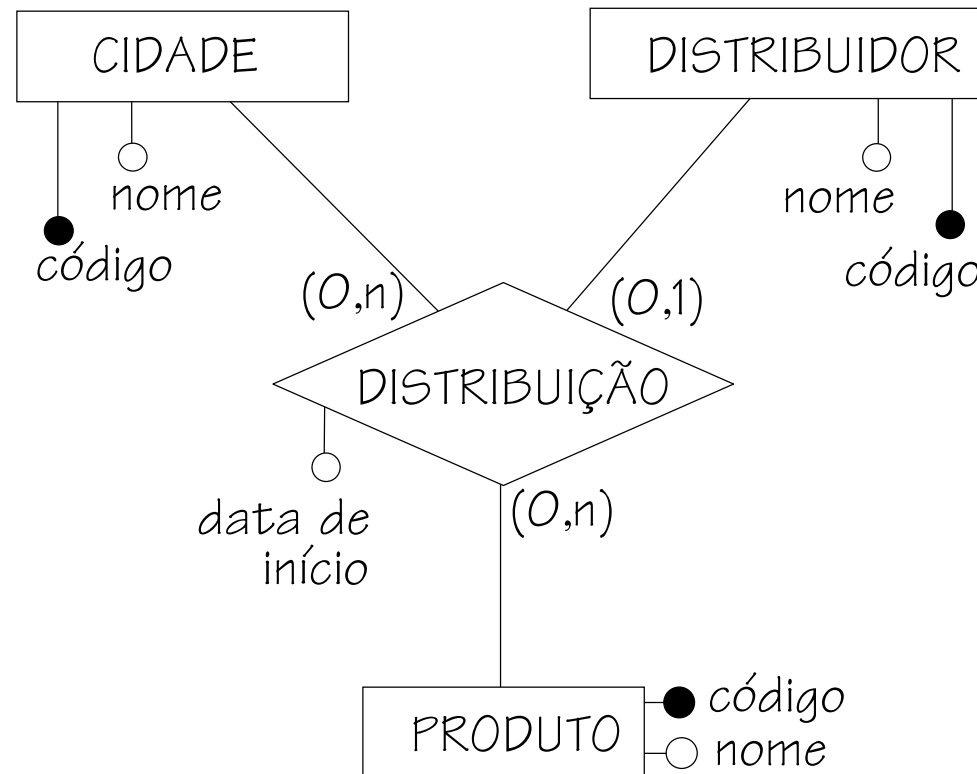 CIDADE
DISTRIBUIDOR
nome
nome
código
código
(0,n)
(0,1)
DISTRIBUIÇÃO
data de
início
(0,n)
código
PRODUTO
nome